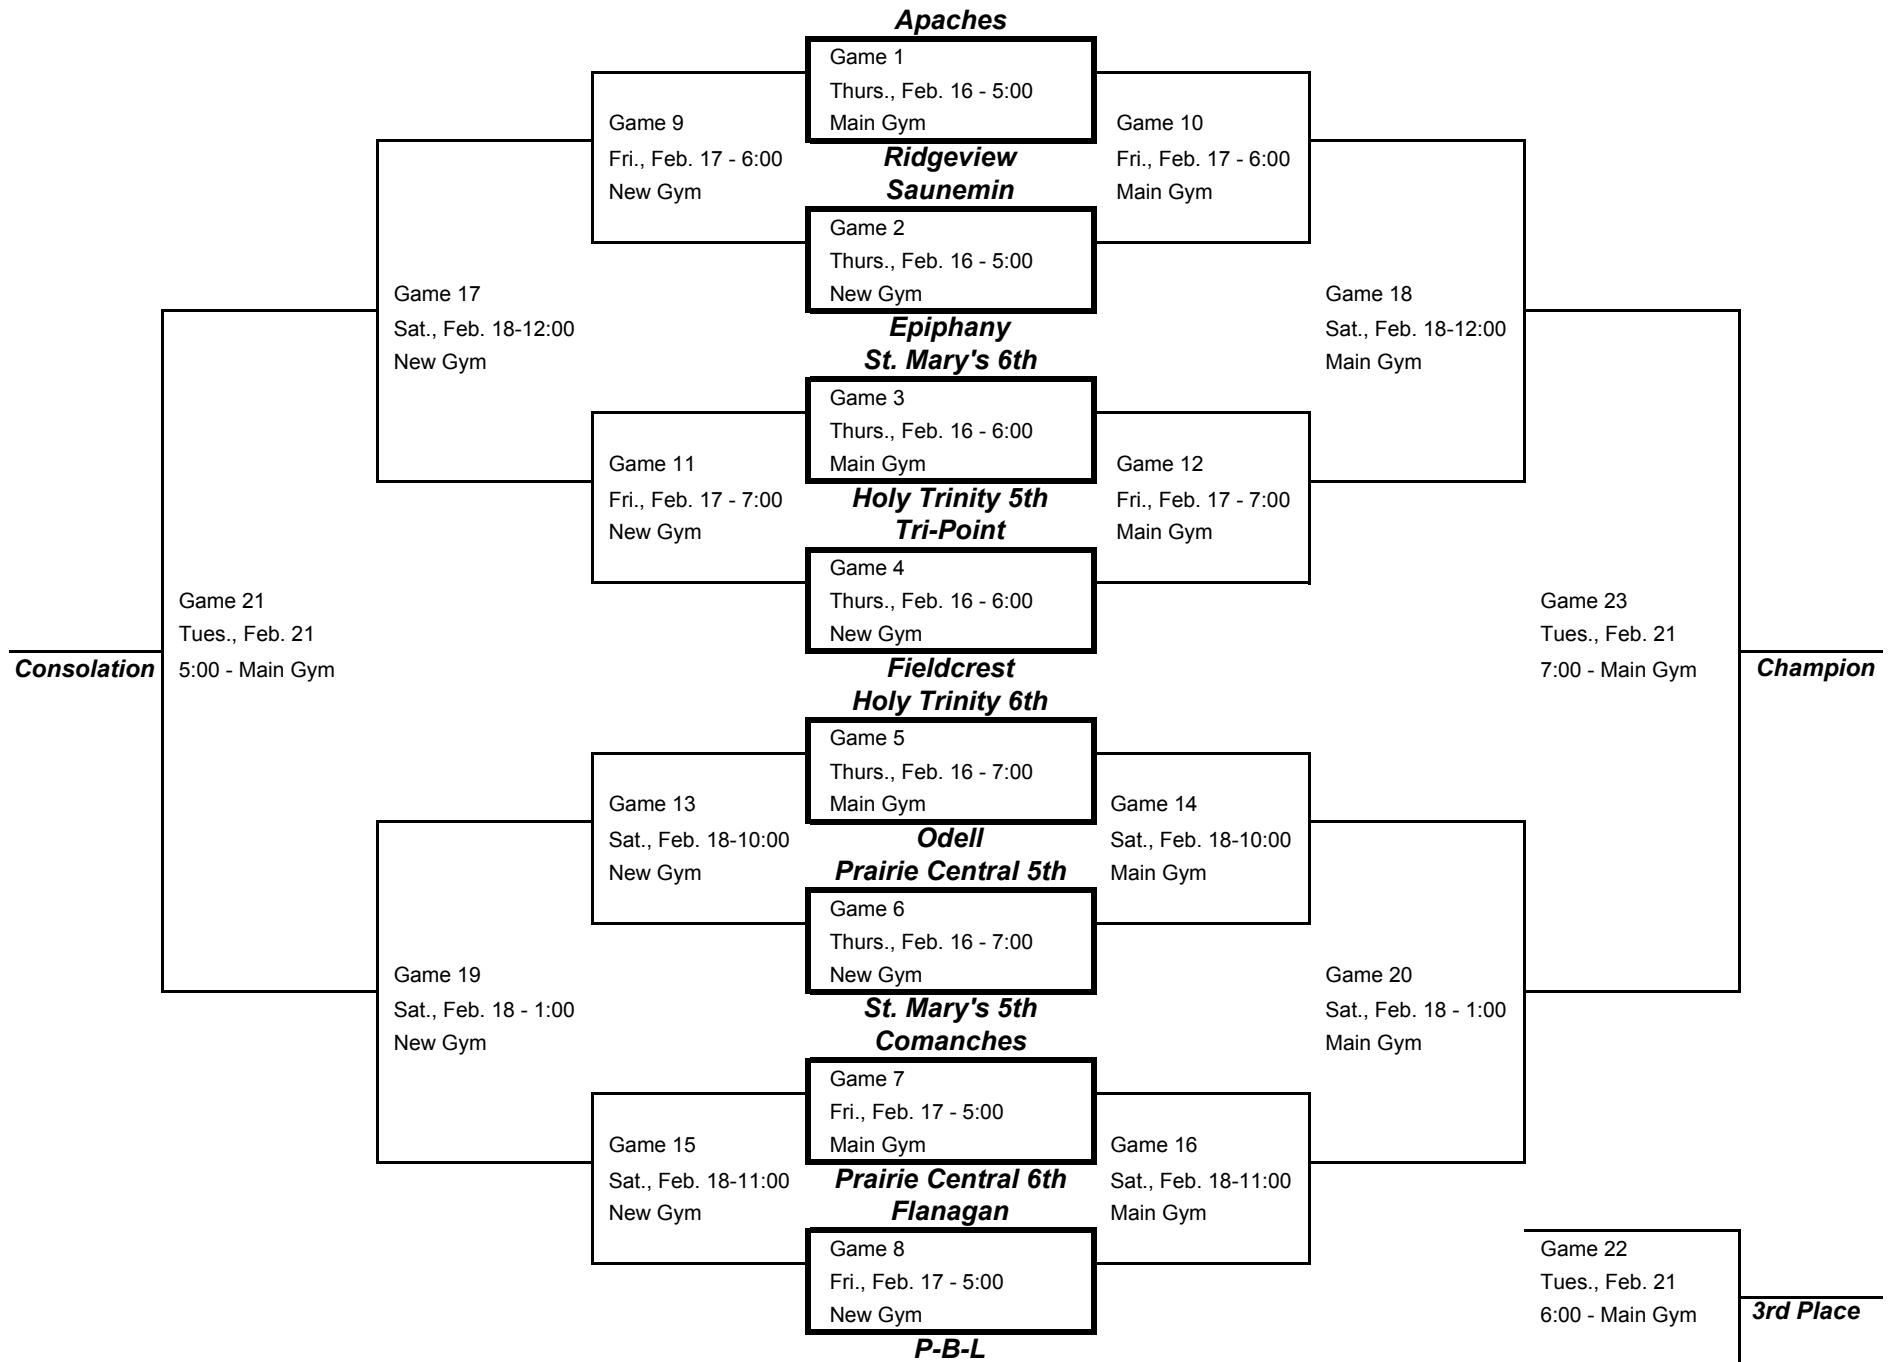 Apaches
Game 1
Thurs., Feb. 16 - 5:00
Main Gym
Game 9
Fri., Feb. 17 - 6:00
New Gym
Game 10
Fri., Feb. 17 - 6:00
Main Gym
Ridgeview
Saunemin
Game 2
Thurs., Feb. 16 - 5:00
New Gym
Game 17
Sat., Feb. 18-12:00
New Gym
Game 18
Sat., Feb. 18-12:00
Main Gym
Epiphany
St. Mary's 6th
Game 3
Thurs., Feb. 16 - 6:00
Main Gym
Game 11
Fri., Feb. 17 - 7:00
New Gym
Game 12
Fri., Feb. 17 - 7:00
Main Gym
Holy Trinity 5th
Tri-Point
Game 4
Thurs., Feb. 16 - 6:00
New Gym
Game 21
Tues., Feb. 21
5:00 - Main Gym
Consolation
Game 23
Tues., Feb. 21
7:00 - Main Gym
Champion
Fieldcrest
Holy Trinity 6th
Game 5
Thurs., Feb. 16 - 7:00
Main Gym
Game 13
Sat., Feb. 18-10:00
New Gym
Game 14
Sat., Feb. 18-10:00
Main Gym
Odell
Prairie Central 5th
Game 6
Thurs., Feb. 16 - 7:00
New Gym
Game 19
Sat., Feb. 18 - 1:00
New Gym
Game 20
Sat., Feb. 18 - 1:00
Main Gym
St. Mary's 5th
Comanches
Game 7
Fri., Feb. 17 - 5:00
Main Gym
Game 15
Sat., Feb. 18-11:00
New Gym
Game 16
Sat., Feb. 18-11:00
Main Gym
Prairie Central 6th
Flanagan
Game 8
Fri., Feb. 17 - 5:00
New Gym
Game 22
Tues., Feb. 21
6:00 - Main Gym
3rd Place
P-B-L